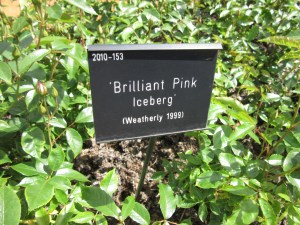 2010-153
'Brilliant Pink
Iceberg'
(Weatherly 1999)